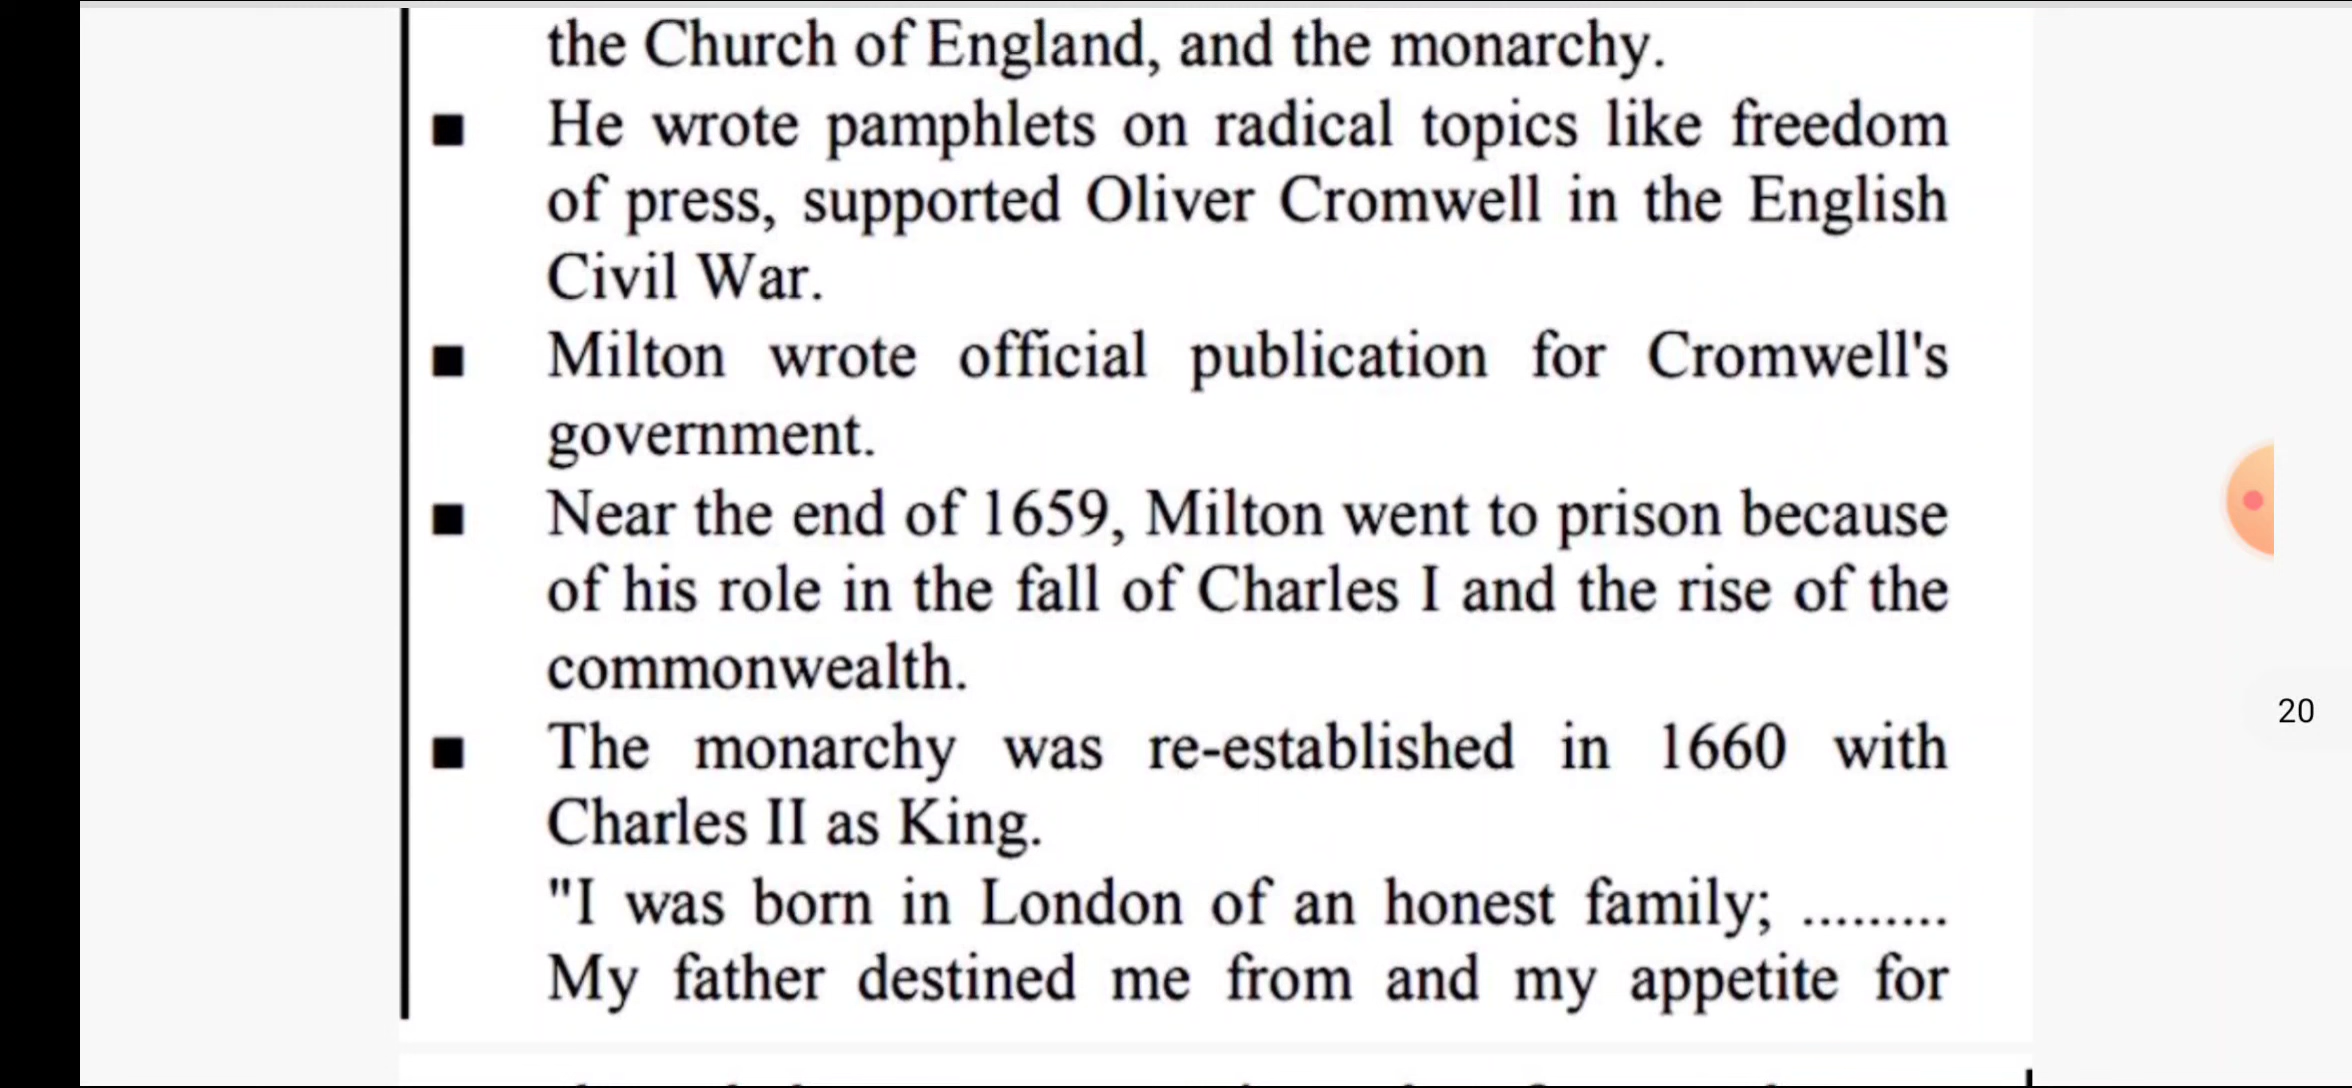 the Church of England, and the monarchy.
■ He wrote pamphlets on radical topics like freedom
of press, supported Oliver Cromwell in the English
Civil War.
■ Milton wrote official publication for Cromwell's
government.
■ Near the end of 1659, Milton went to prison because
of his role in the fall of Charles I and the rise of the
commonwealth.
■ The monarchy was re-established in 1660 with
Charles II as King.
"I was born in London of an honest family; .........
My father destined me from and my appetite for
20